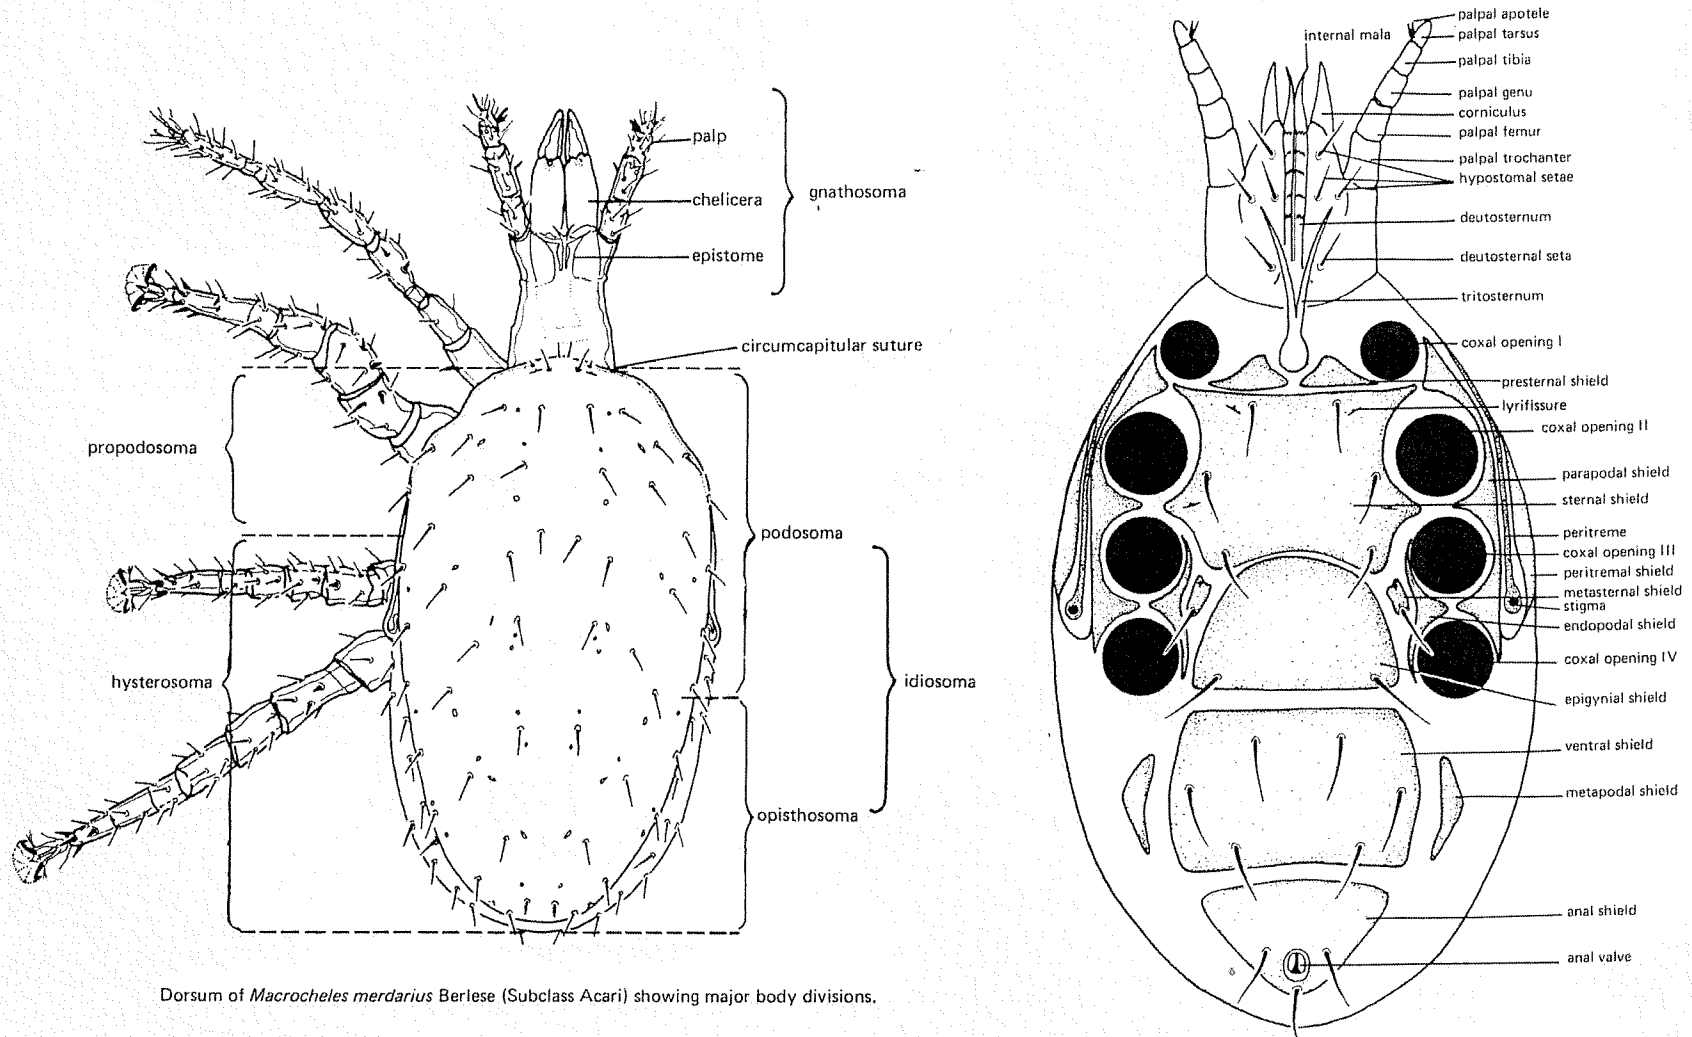 palp
chelicera
gnathosoma
epistome
circumcapitular suture
propodosoma
podosoma
hysterosoma
idiosoma
opisthosoma
Dorsum of Macrocheles merdarius Berlese (Subclass Acari) showing major body divisions.
internal mala
palpal apotele
palpal tarsus
palpal tibia
palpal genu
corniculus
palpal femur
palpal trochanter
hypostomal setae
deutosternum
deutosternal seta
tritosternum
coxal opening I
presternal shield
lyrifissure
coxal opening II
parapodal shield
sternal shield
peritreme
coxal opening III
peritremal shield
metasternal shield
stigma
endopodal shield
coxal opening IV
epigynial shield
ventral shield
metapodal shield
anal shield
anal valve